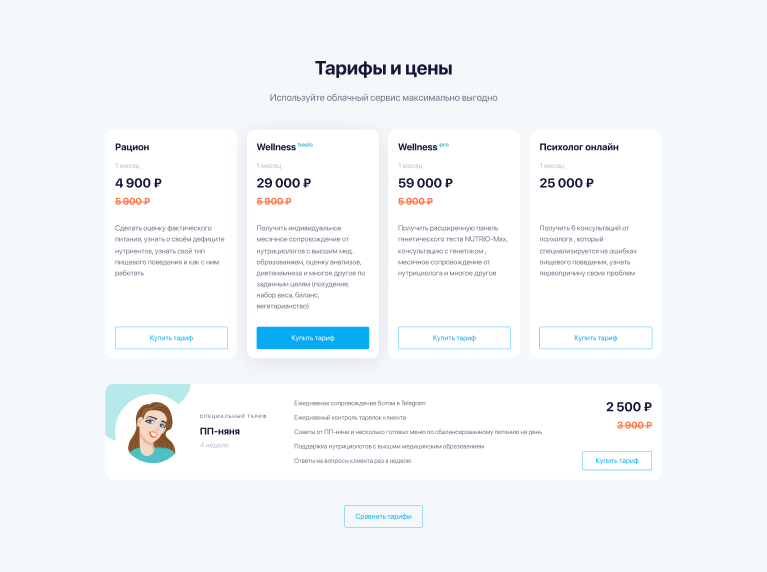 Тарифы и цены
Используйте облачный сервис максимально выгодно
Рацион
1 месяц
4 900 ₽
5 900 ₽
Сделать оценку фактического
питания, узнать о своём дефиците
нутриентов, узнать свой тип
пищевого поведения и как с ним
работать
Купить тариф
Wellness basic
1 месяц
29 000 ₽
5 900 ₽
Получить индивидуальное
месячное сопровождение от
нутрициологов с высшим мед.
образованием, оценку анализов,
диетанамнеза и многое другое по
заданным целям (похудение,
набор веса, баланс,
вегетарианство)
Купить тариф
Wellness pro
1 месяц
59 000 ₽
5 900 ₽
Получить расширенную панель
генетического теста NUTRIO-Max,
консультацию с генетиком ,
месячное сопровождение от
нутрициолога и многое другое
Купить тариф
Психолог онлайн
1 месяц
25 000 ₽
Получить 6 консультаций от
психолога , который
специализируется на ошибках
пищевого поведения, узнать
первопричину своих проблем
Купить тариф
СПЕЦИАЛЬНЫЙ ТАРИФ
ПП-няня
4 недели
Ежедневное сопровождение ботом в Telegram
Ежедневный контроль тарелок клиента
Советы от ПП-няни и несколько готовых меню по сбалансированному питанию на день
Поддержка нутрициологов с высшим медицинским образованием
Ответы на вопросы клиента раз в неделю
2 500 ₽
3 900 ₽
Купить тариф
Сравнить тарифы